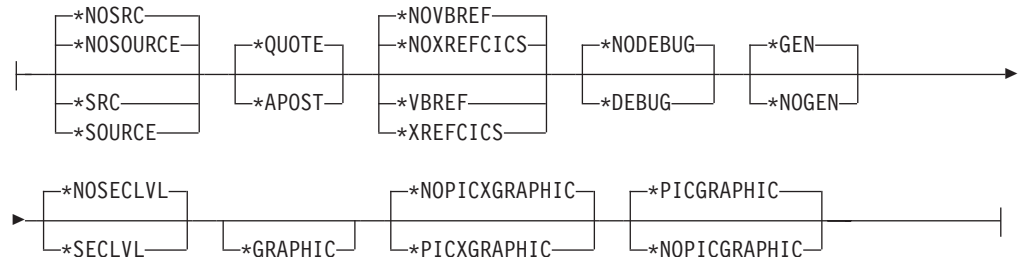 *NOSRC *NOVBREF
*NOSOURCE *QUOTE *NOXREFCICS *NODEBUG *GEN
*SRC *APOST *VBREF *DEBUG *NOGEN
*SOURCE *XREFCICS
*NOSECLVL *NOPICXGRAPHIC *PICGRAPHIC
*SECLVL *GRAPHIC *PICXGRAPHIC *NOPICGRAPHIC